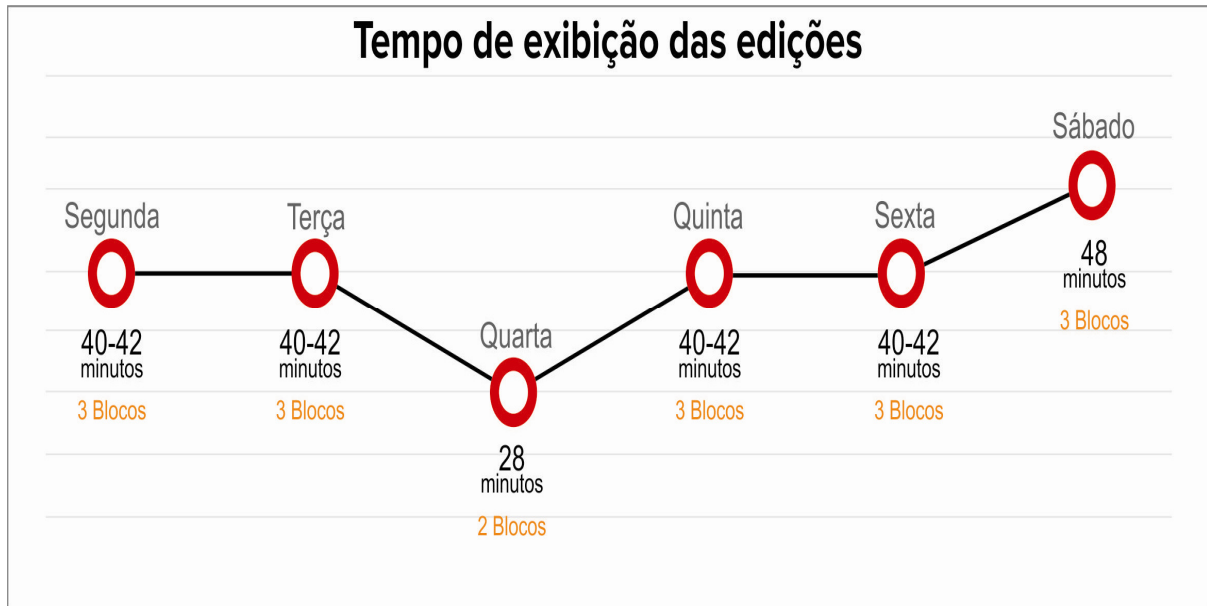 Tempo de exibição das edições
Segunda
40-42
minutos
3 Blocos
Terça
40-42
minutos
3 Blocos
Quarta
28
minutos
2 Blocos
Quinta
40-42
minutos
3 Blocos
Sexta
40-42
minutos
3 Blocos
Sábado
48
minutos
3 Blocos